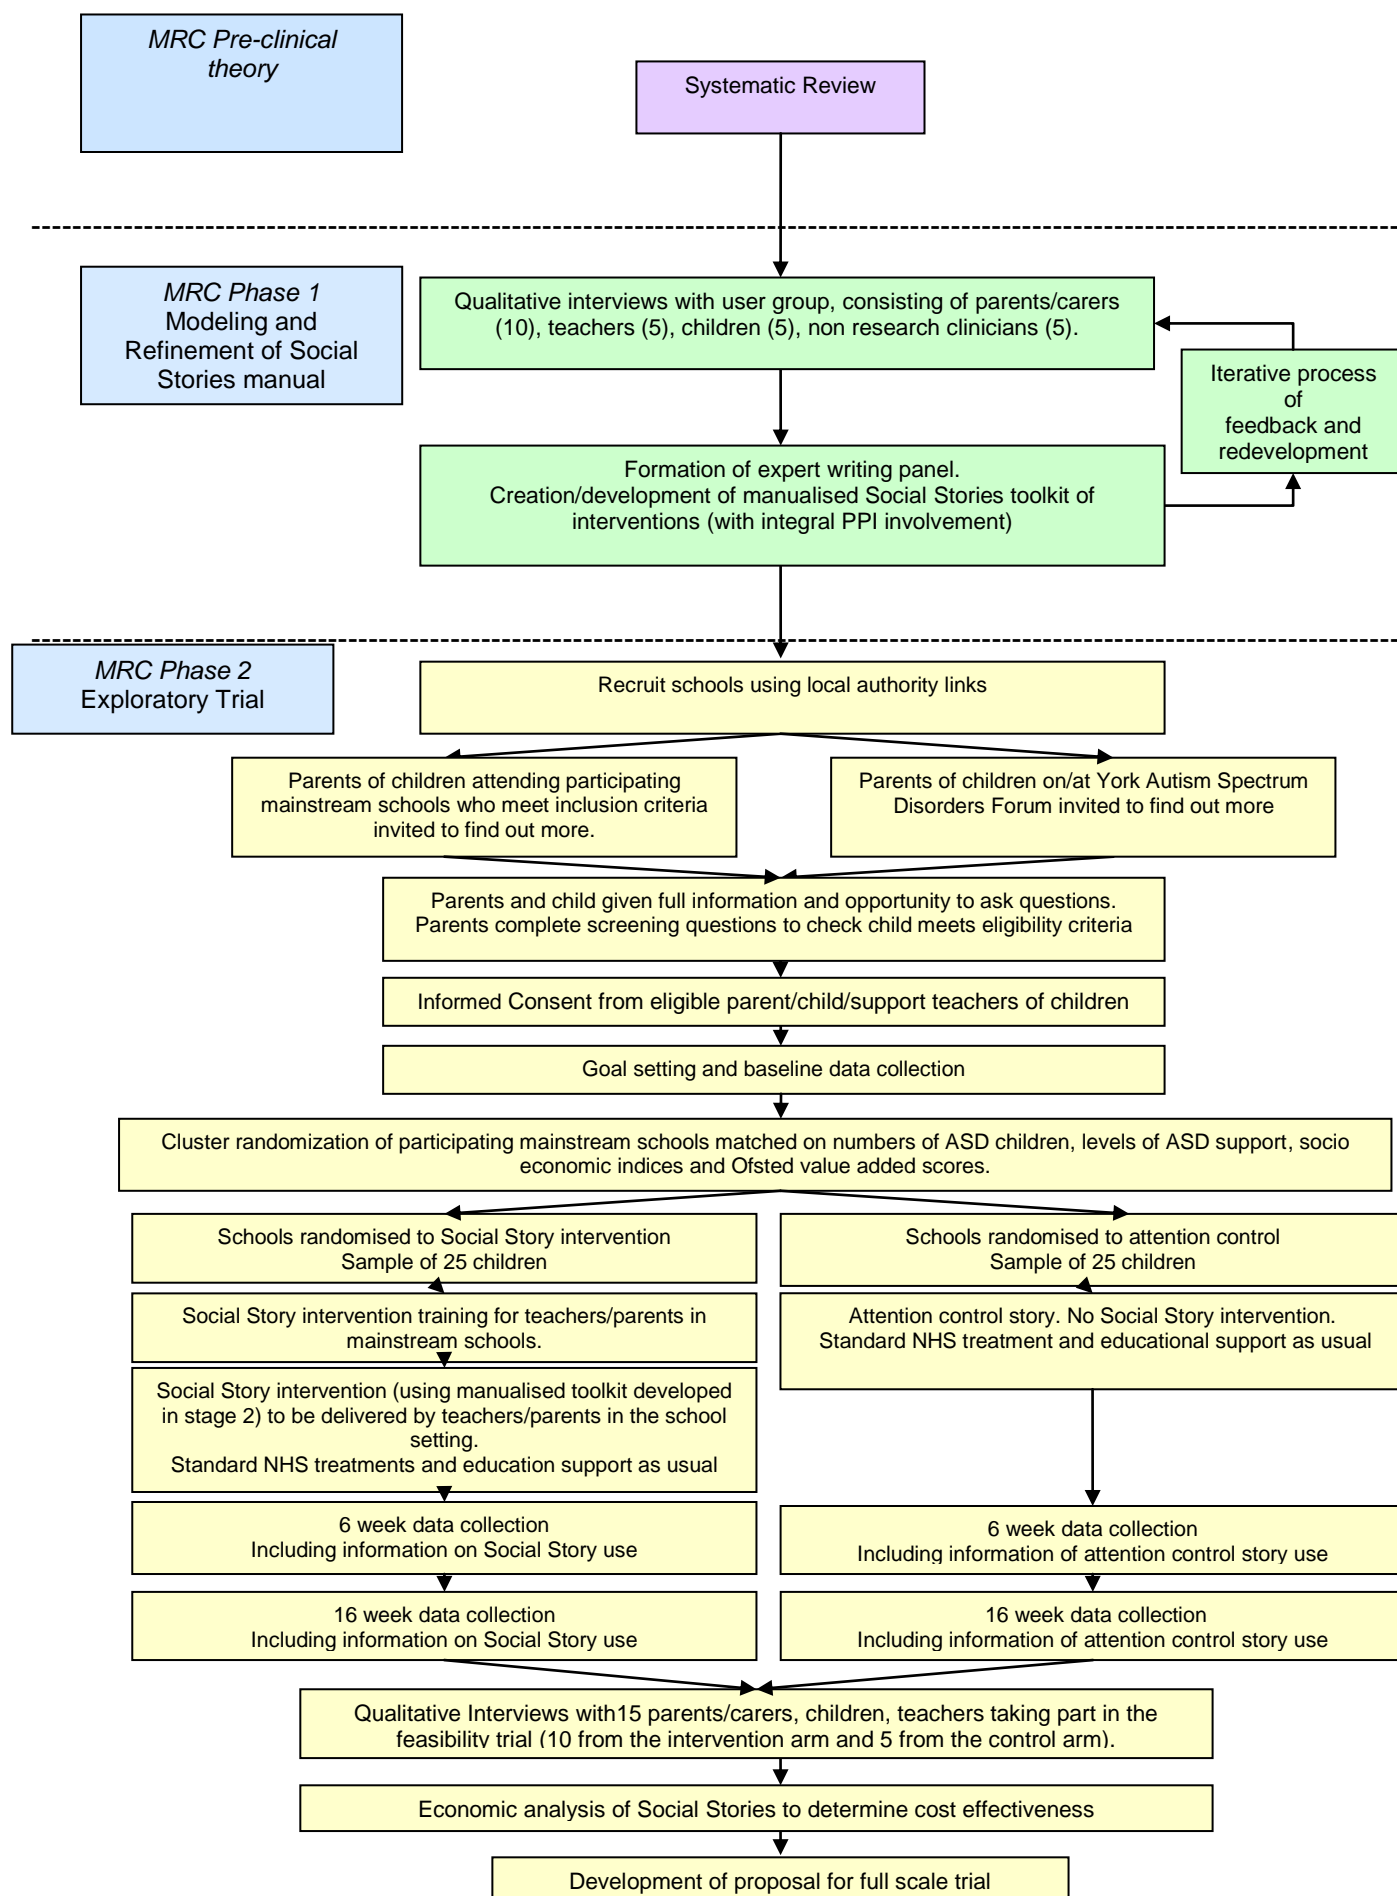 MRC Pre-clinical
theory
Systematic Review
MRC Phase 1
Modeling and
Refinement of Social
Stories manual
Qualitative interviews with user group, consisting of parents/carers
(10), teachers (5), children (5), non research clinicians (5).
Iterative process
of
feedback and
redevelopment
Formation of expert writing panel.
Creation/development of manualised Social Stories toolkit of
interventions (with integral PPI involvement)
MRC Phase 2
Exploratory Trial
Recruit schools using local authority links
Parents of children attending participating
mainstream schools who meet inclusion criteria
invited to find out more.
Parents of children on/at York Autism Spectrum
Disorders Forum invited to find out more
Parents and child given full information and opportunity to ask questions.
Parents complete screening questions to check child meets eligibility criteria
Informed Consent from eligible parent/child/support teachers of children
Goal setting and baseline data collection
Cluster randomization of participating mainstream schools matched on numbers of ASD children, levels of ASD support, socio
economic indices and Ofsted value added scores.
Schools randomised to Social Story intervention
Sample of 25 children
Schools randomised to attention control
Sample of 25 children
Social Story intervention training for teachers/parents in
mainstream schools.
Attention control story. No Social Story intervention.
Standard NHS treatment and educational support as usual
Social Story intervention (using manualised toolkit developed
in stage 2) to be delivered by teachers/parents in the school
setting.
Standard NHS treatments and education support as usual
6 week data collection
Including information on Social Story use
6 week data collection
Including information of attention control story use
16 week data collection
Including information on Social Story use
16 week data collection
Including information of attention control story use
Qualitative Interviews with15 parents/carers, children, teachers taking part in the
feasibility trial (10 from the intervention arm and 5 from the control arm).
Economic analysis of Social Stories to determine cost effectiveness
Development of proposal for full scale trial